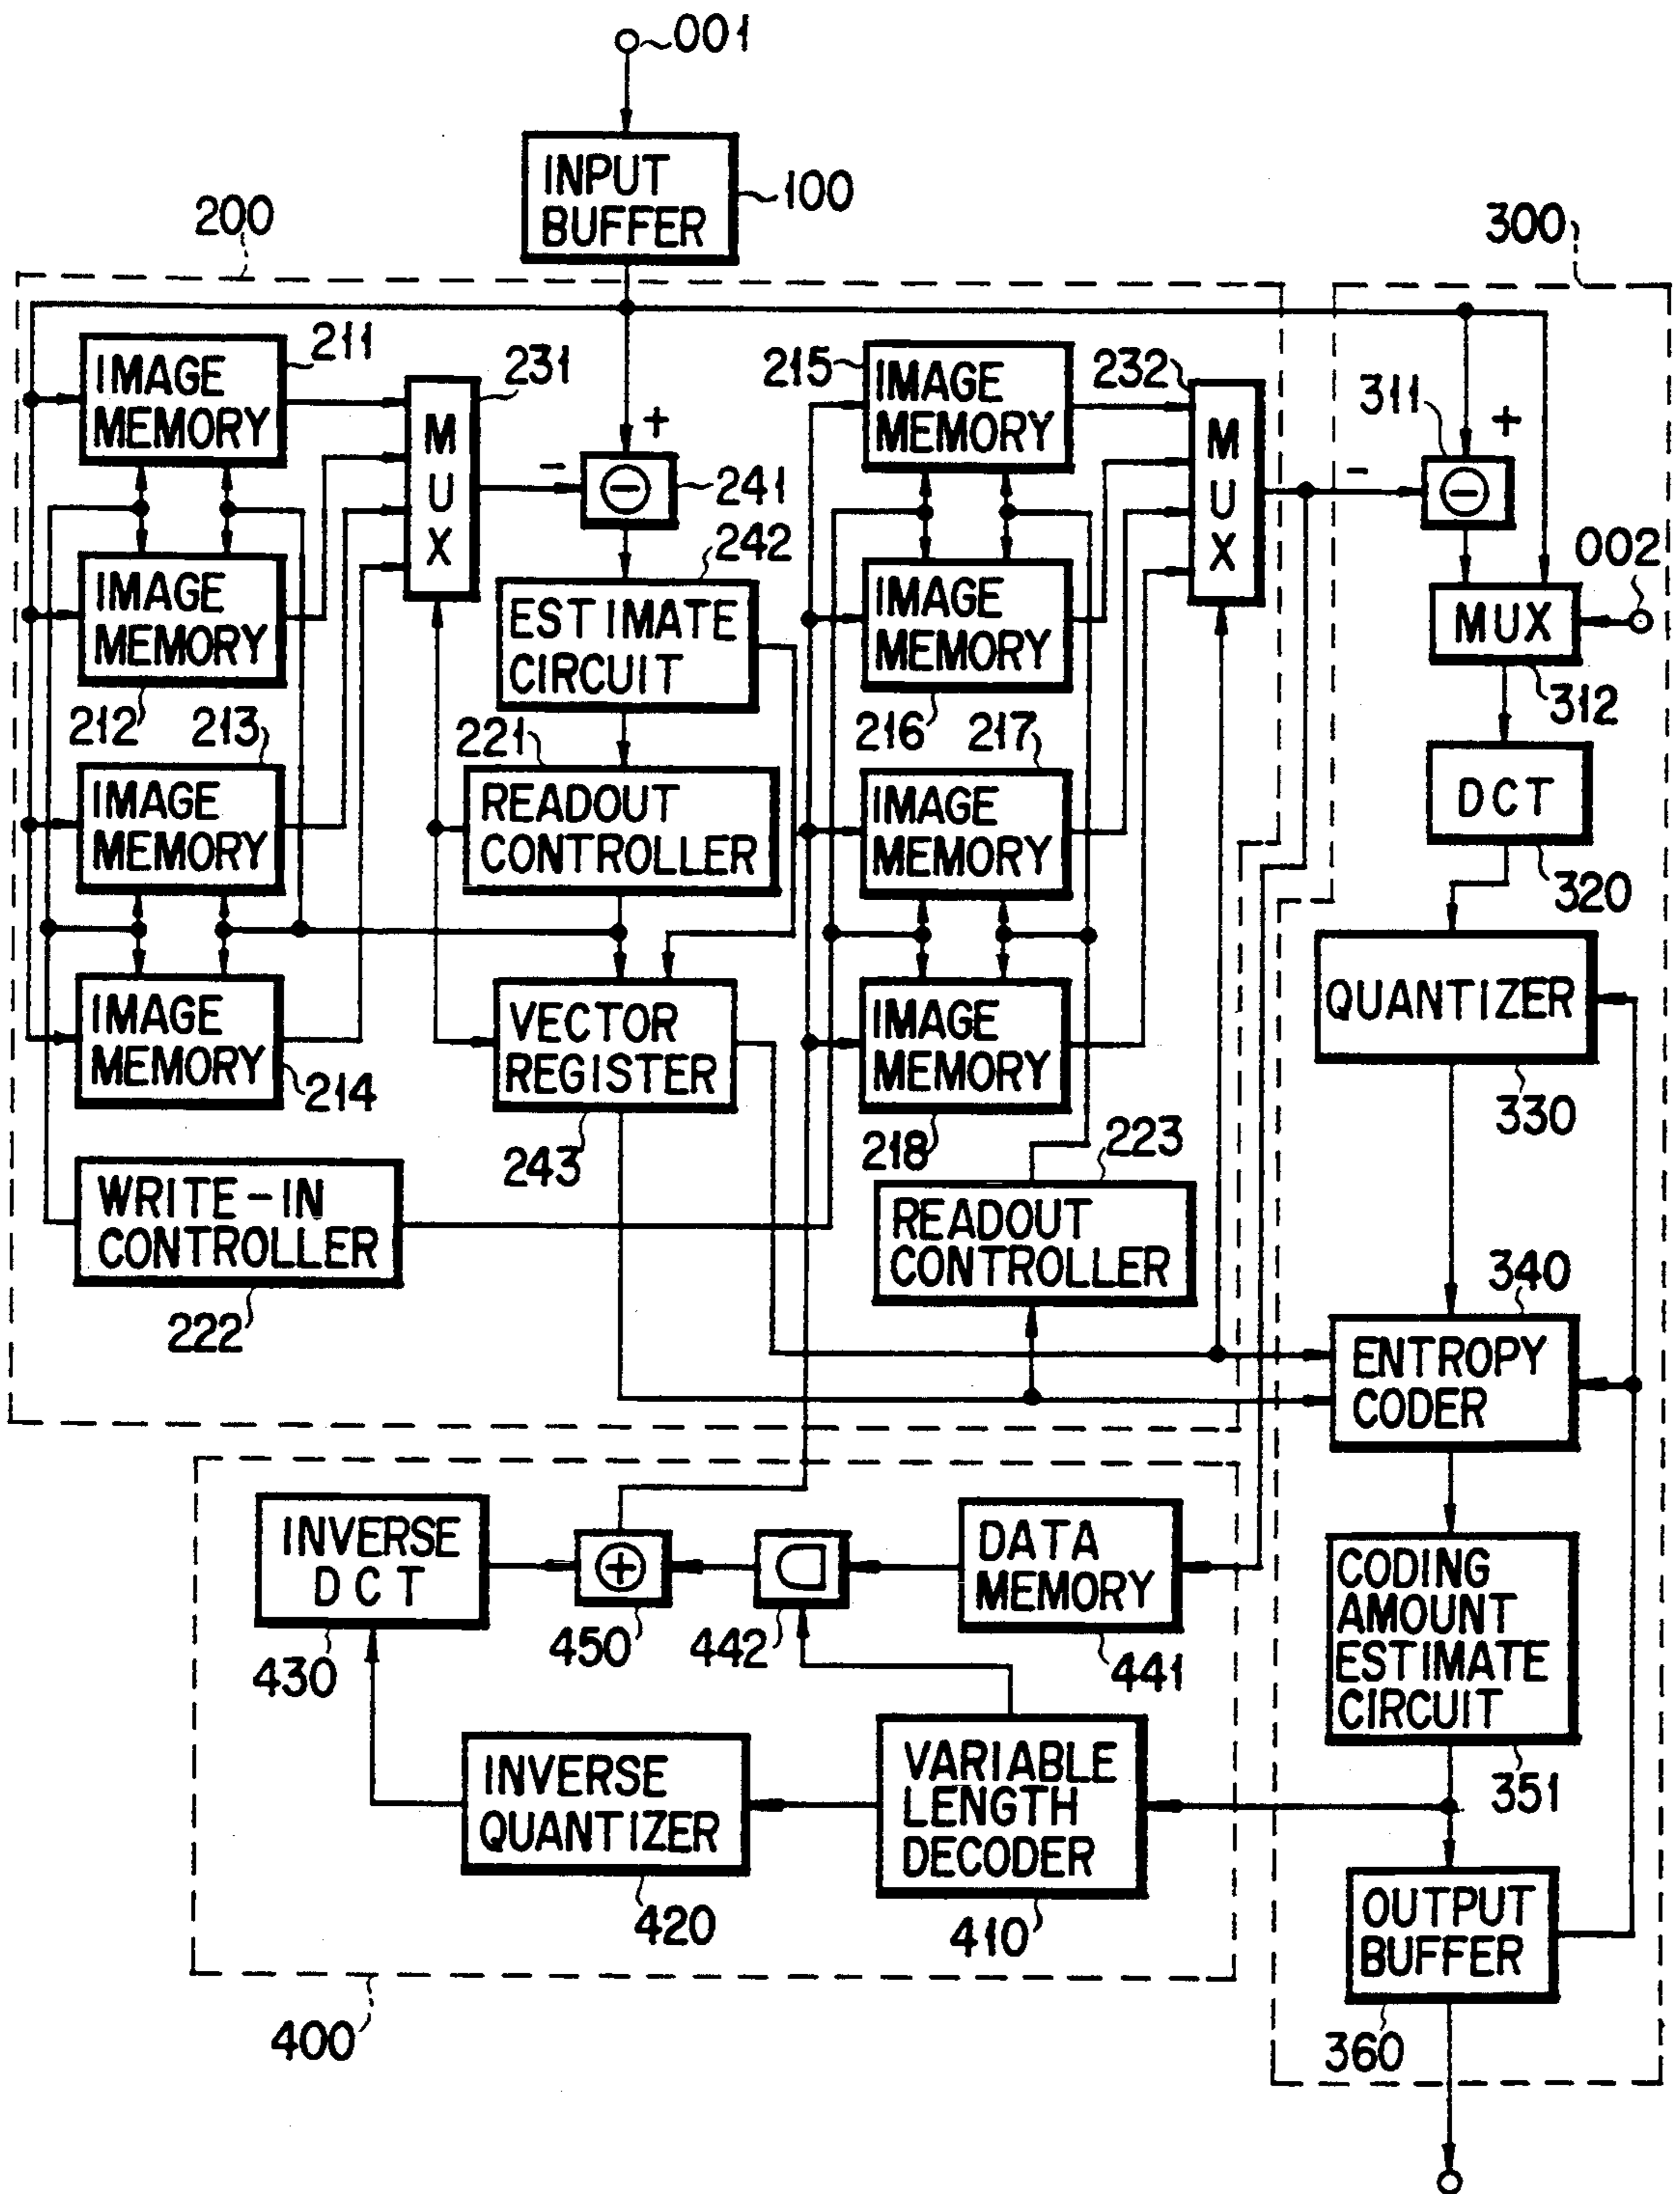 001
INPUT
BUFFER
100
200
300
IMAGE
MEMORY
211
M
U
X
231
+
-
241
215
IMAGE
MEMORY
232
M
U
X
311
+
-
242
002
IMAGE
MEMORY
212
ESTIMATE
CIRCUIT
IMAGE
MEMORY
216
MUX
312
213
IMAGE
MEMORY
221
READOUT
CONTROLLER
217
IMAGE
MEMORY
DCT
320
IMAGE
MEMORY
214
VECTOR
REGISTER
243
IMAGE
MEMORY
218
QUANTIZER
330
WRITE-IN
CONTROLLER
222
223
READOUT
CONTROLLER
340
ENTROPY
CODER
INVERSE
DCT
430
+
450
442
DATA
MEMORY
441
CODING
AMOUNT
ESTIMATE
CIRCUIT
351
INVERSE
QUANTIZER
420
VARIABLE
LENGTH
DECODER
410
OUTPUT
BUFFER
360
400